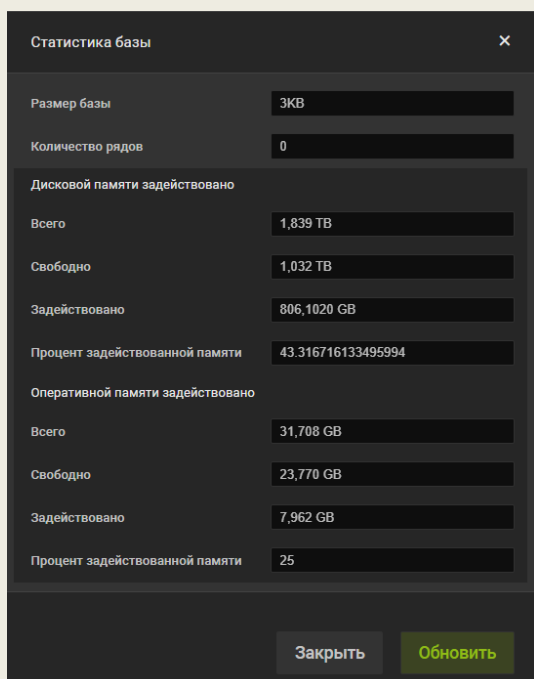 Статистика базы ×
Размер базы 3KB
Количество рядов 0
Дисковой памяти задействовано
Всего 1,839 TB
Свободно 1,032 TB
Задействовано 806,1020 GB
Процент задействованной памяти 43.316716133495994
Оперативной памяти задействовано
Всего 31,708 GB
Свободно 23,770 GB
Задействовано 7,962 GB
Процент задействованной памяти 25
Закрыть Обновить